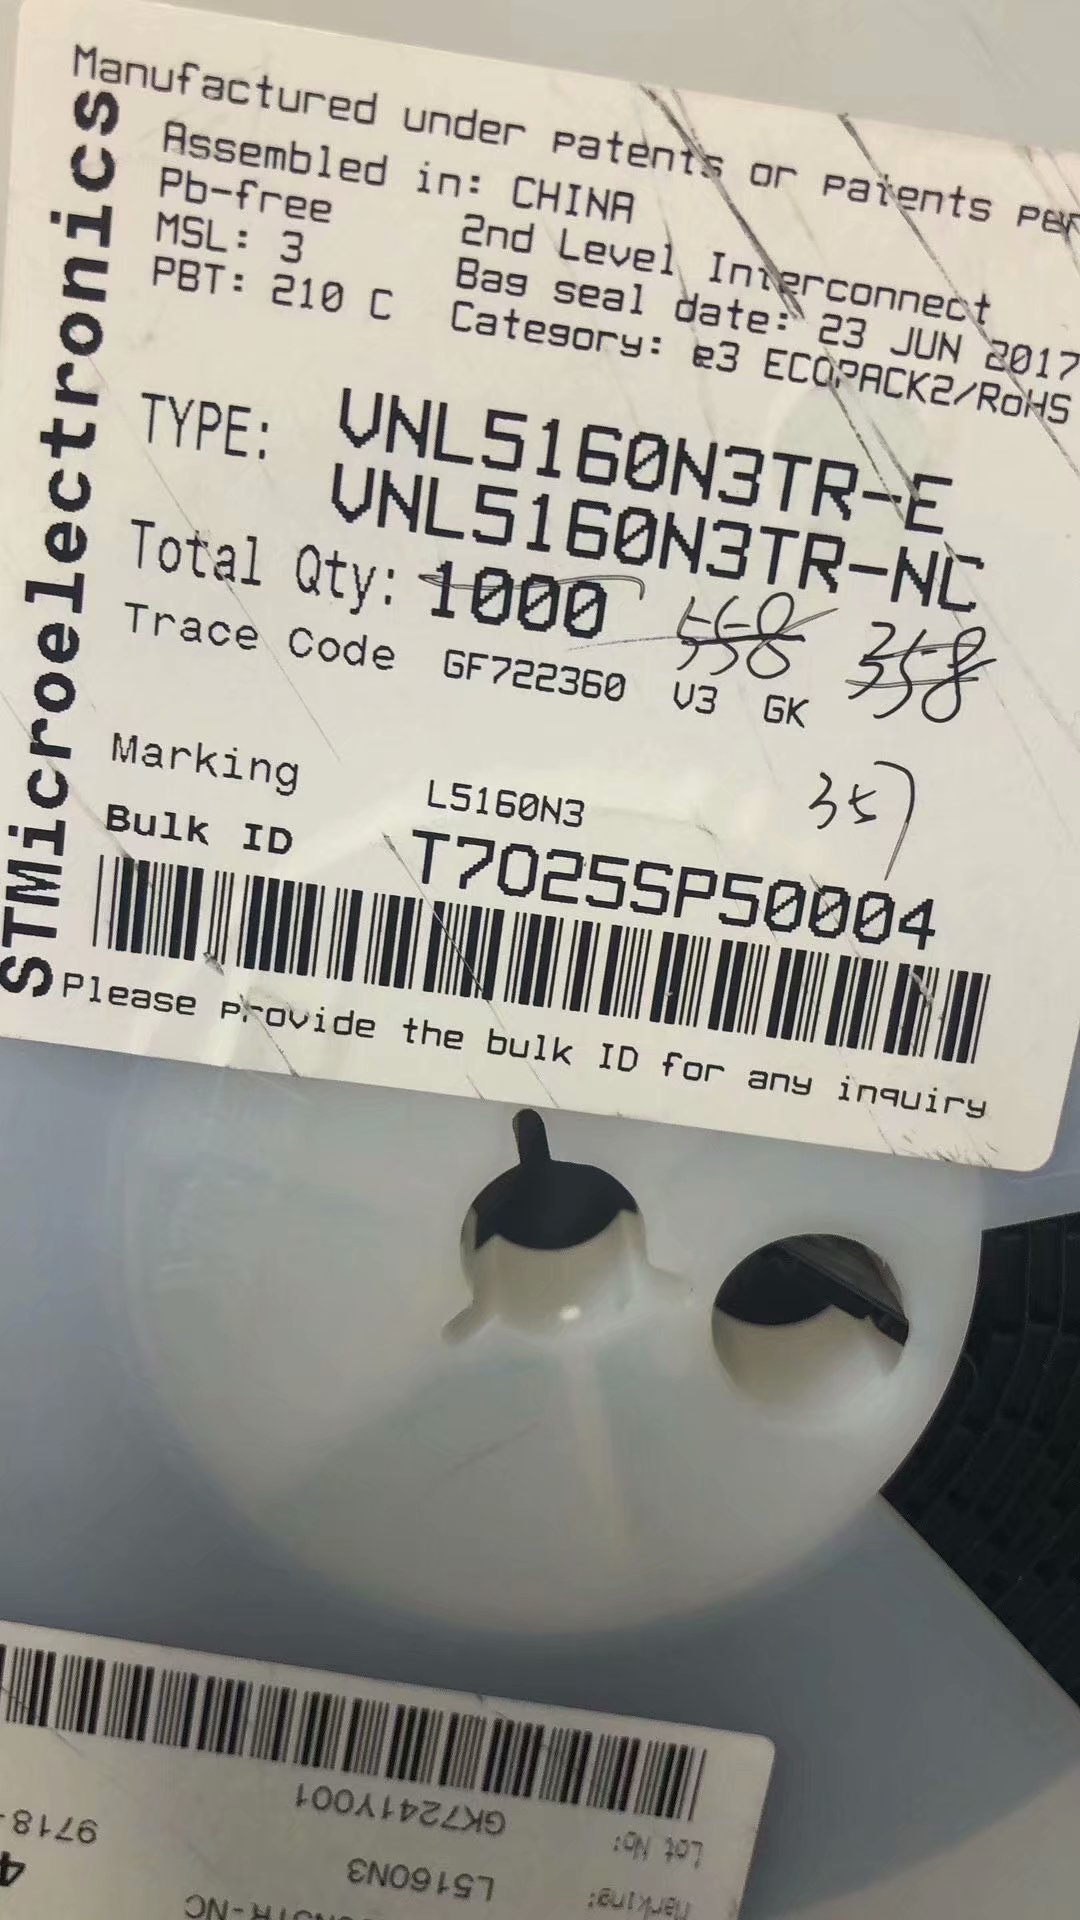 STMicroelectronics
Manufactured under patents or patents
Assembled in: CHINA
Pb-free
2nd Level Interconnect
MSL: 3
Bag seal date: 23 JUN 2017
PBT: 210 C
Category: e3 ECOPACK2/RoHS
TYPE: VNL5160N3TR-E
VNL5160N3TR-NC
Total Qty: 1000 558 358
Trace Code GF722360 V3 GK
357
Marking L5160N3
Bulk ID T7025SP50004
Please provide the bulk ID for any inquiry
Lot No: GK7241Y001
L5160N3